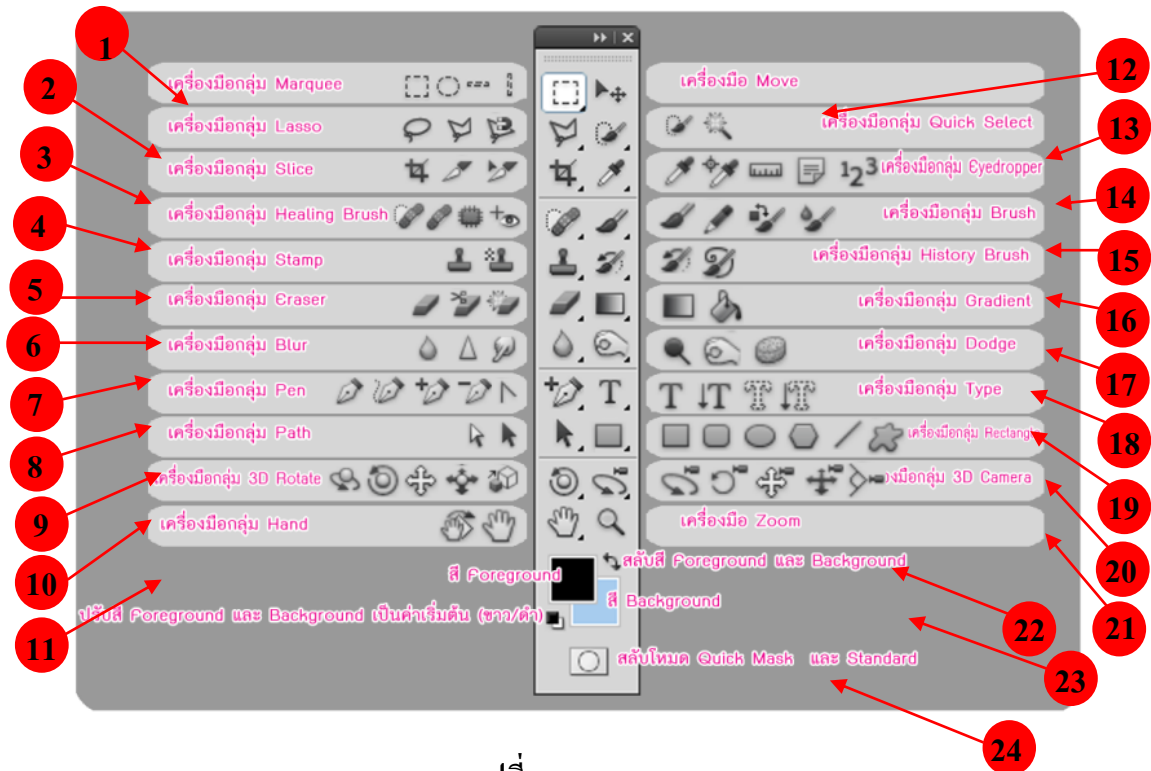 1
เครื่องมือกลุ่ม Marquee
2
เครื่องมือกลุ่ม Lasso
3
เครื่องมือกลุ่ม Slice
4
เครื่องมือกลุ่ม Healing Brush
5
เครื่องมือกลุ่ม Stamp
6
เครื่องมือกลุ่ม Eraser
7
เครื่องมือกลุ่ม Blur
8
เครื่องมือกลุ่ม Pen
9
เครื่องมือกลุ่ม Path
10
เครื่องมือกลุ่ม 3D Rotate
11
เครื่องมือกลุ่ม Hand
เครื่องมือ Move
12
เครื่องมือกลุ่ม Quick Select
13
123 เครื่องมือกลุ่ม Eyedropper
14
เครื่องมือกลุ่ม Brush
15
เครื่องมือกลุ่ม History Brush
16
เครื่องมือกลุ่ม Gradient
17
เครื่องมือกลุ่ม Dodge
18
T T T T เครื่องมือกลุ่ม Type
T
19
เครื่องมือกลุ่ม Rectangl
20
องมือกลุ่ม 3D Camera
21
เครื่องมือ Zoom
22
สลับสี Foreground และ Background
สี Foreground
23
สี Background
ปรับสี Foreground และ Background เป็นค่าเริ่มต้น (ขาว/ดำ)
24
สลับโหมด Quick Mask และ Standard